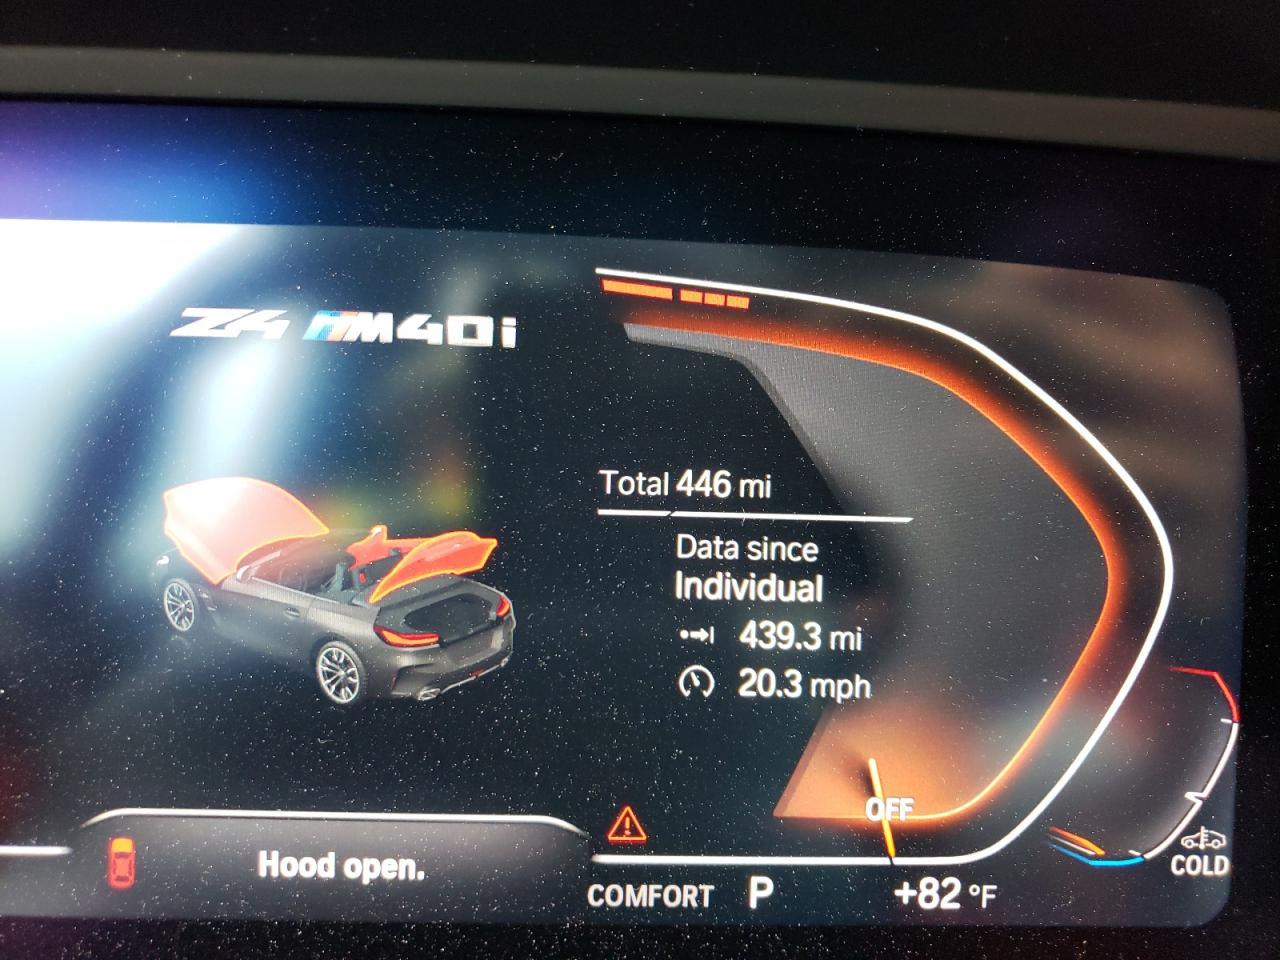 Z4 M40i
Total 446 mi
Data since
Individual
439.3 mi
20.3 mph
OFF
COLD
Hood open.
COMFORT P +82 °F